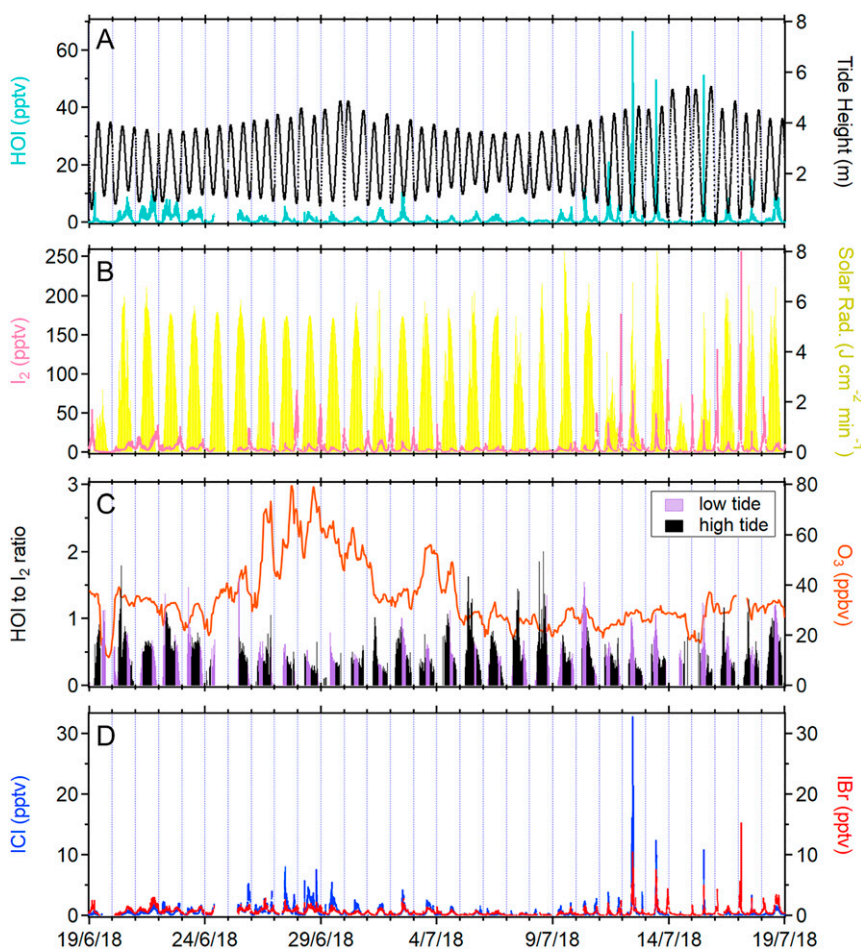 A
60
40
20
0
HOI (pptv)
8
6
4
2
Tide Height (m)
B
250
200
150
100
50
0
I₂ (pptv)
8
6
4
2
0
Solar Rad. (J cm⁻² min⁻¹)
C
3
2
1
0
HOI to I₂ ratio
low tide
high tide
80
60
40
20
0
O₃ (ppbv)
D
30
20
10
0
ICl (pptv)
30
20
10
0
IBr (pptv)
19/6/18 24/6/18 29/6/18 4/7/18 9/7/18 14/7/18 19/7/18